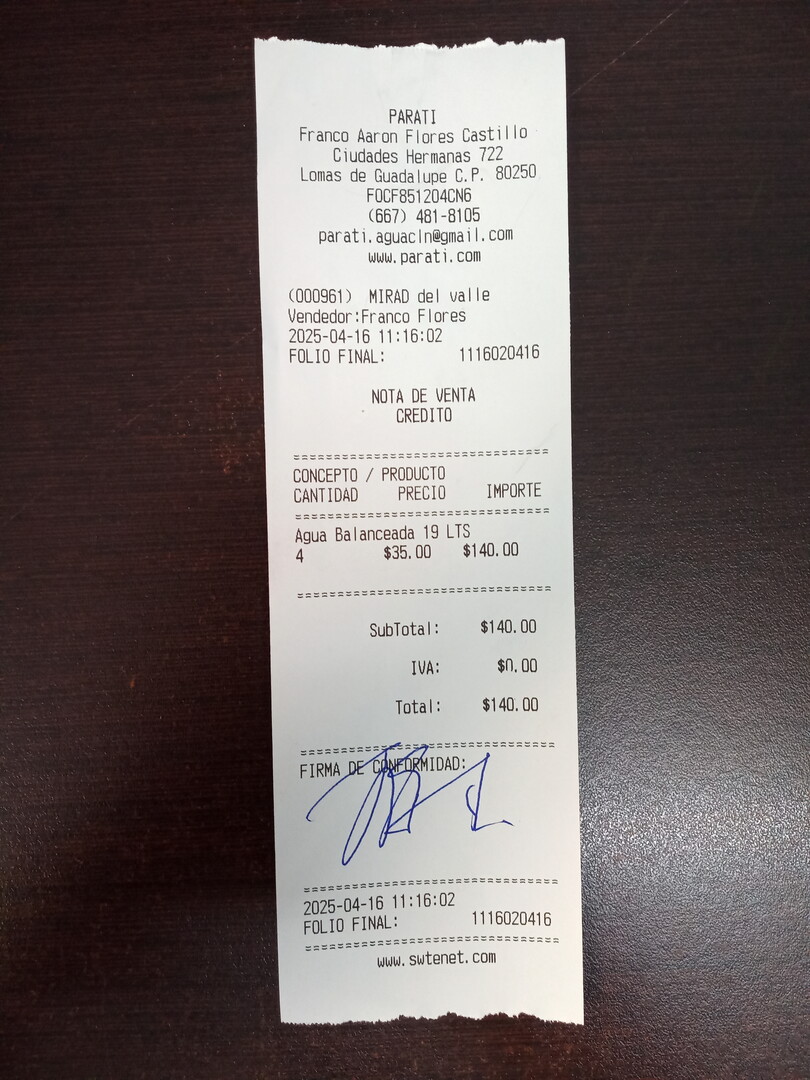 PARATI
Franco Aaron Flores Castillo
Ciudades Hermanas 722
Lomas de Guadalupe C.P. 80250
FOCF851204CN6
(667) 481-8105
parati.aguacln@gmail.com
www.parati.com
(000961) MIRAD del valle
Vendedor:Franco Flores
2025-04-16 11:16:02
FOLIO FINAL: 1116020416
NOTA DE VENTA
CREDITO
CONCEPTO / PRODUCTO
CANTIDAD PRECIO IMPORTE
Agua Balanceada 19 LTS
4 $35.00 $140.00
SubTotal: $140.00
IVA: $0.00
Total: $140.00
FIRMA DE CONFORMIDAD:
2025-04-16 11:16:02
FOLIO FINAL: 1116020416
www.swtenet.com